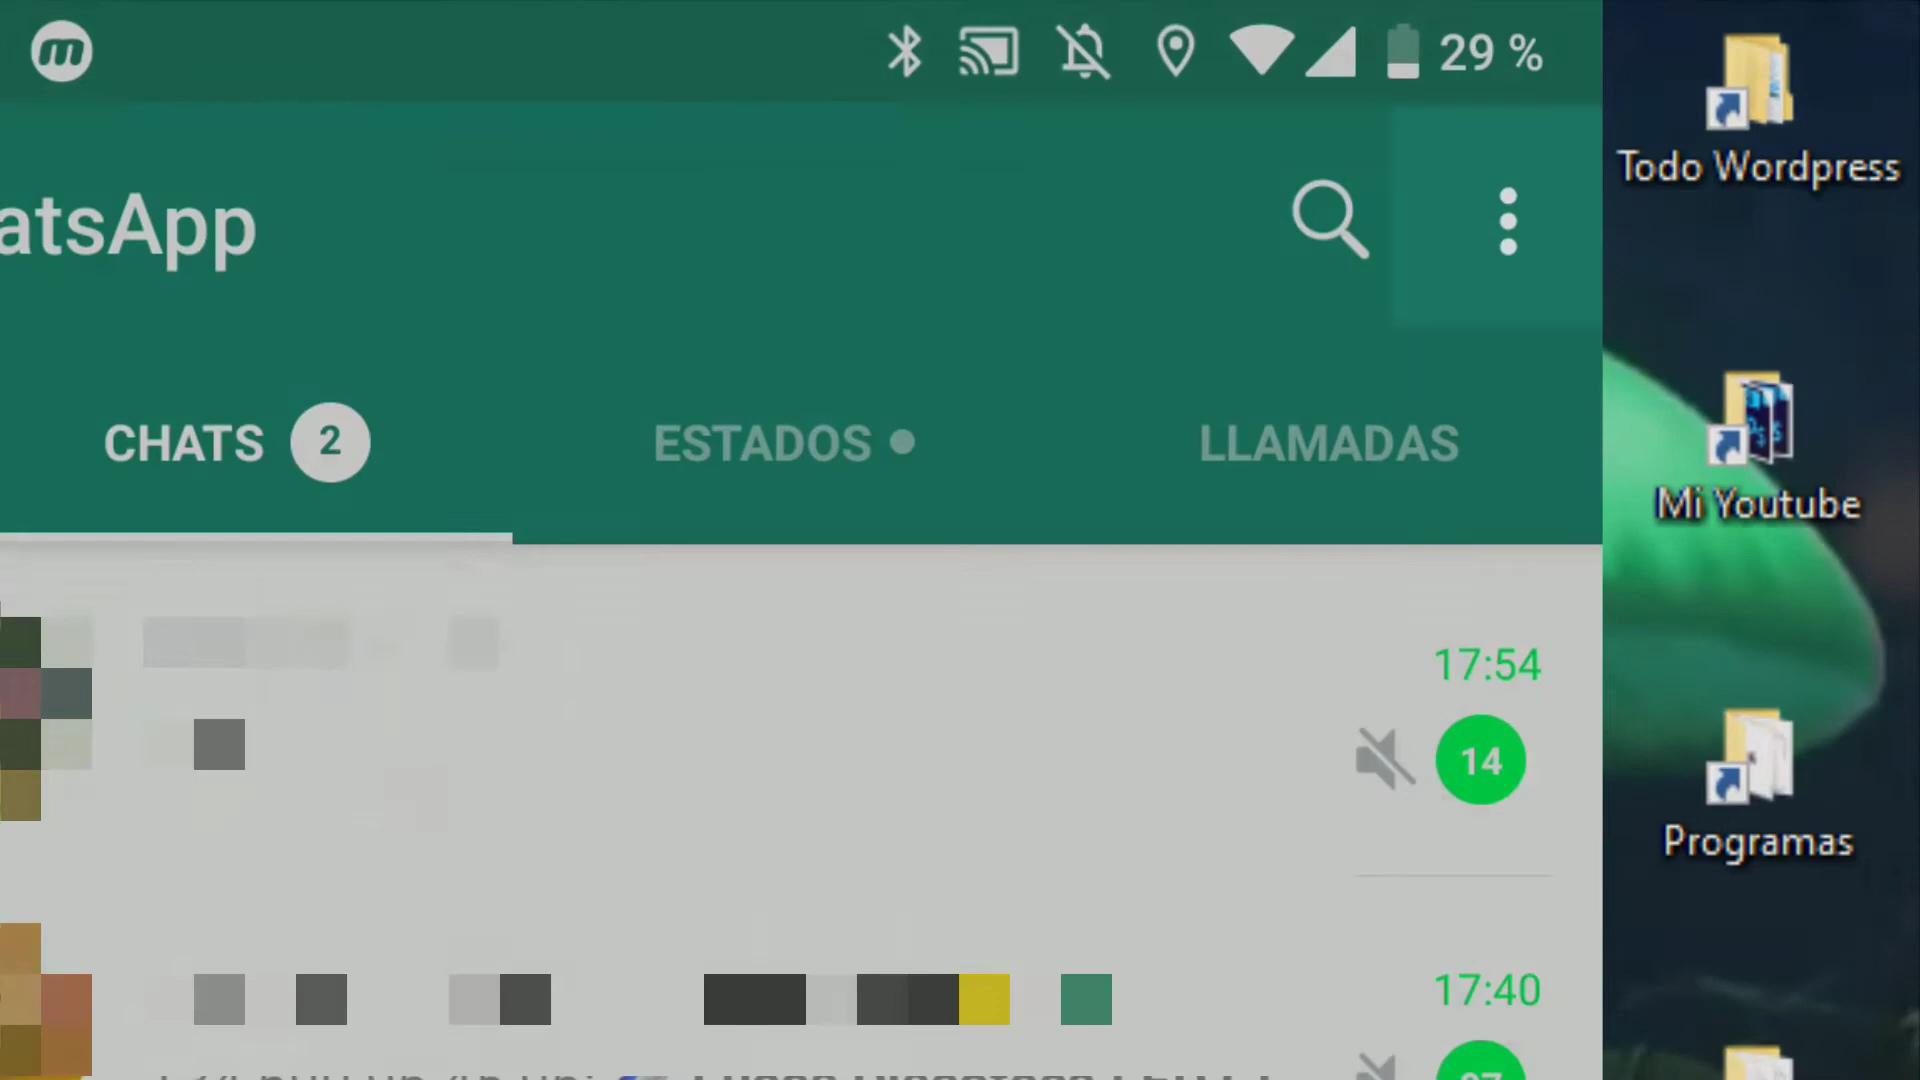 m
29 %
Todo Wordpress
atsApp
CHATS 2
ESTADOS
LLAMADAS
Mi Youtube
17:54
14
Programas
17:40